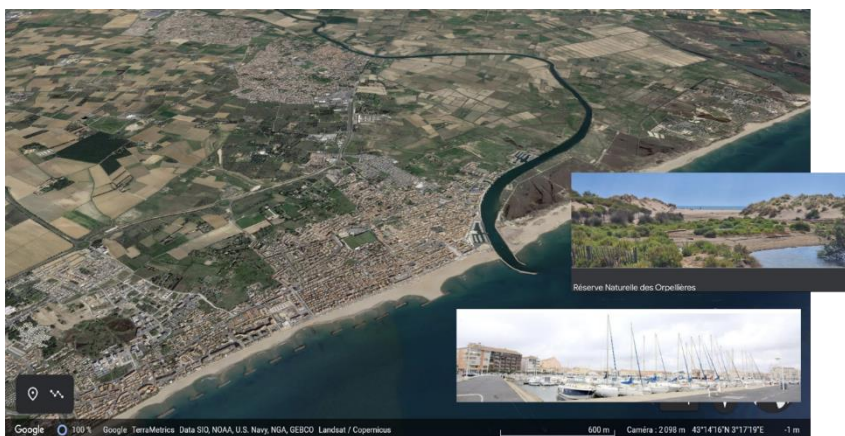 Réserve Naturelle des Orpellières
Google 100 % Google TerraMetrics Data SIO, NOAA, U.S. Navy, NGA, GEBCO Landsat / Copernicus 600 m Caméra : 2 098 m 43°14'16"N 3°17'19"E -1 m